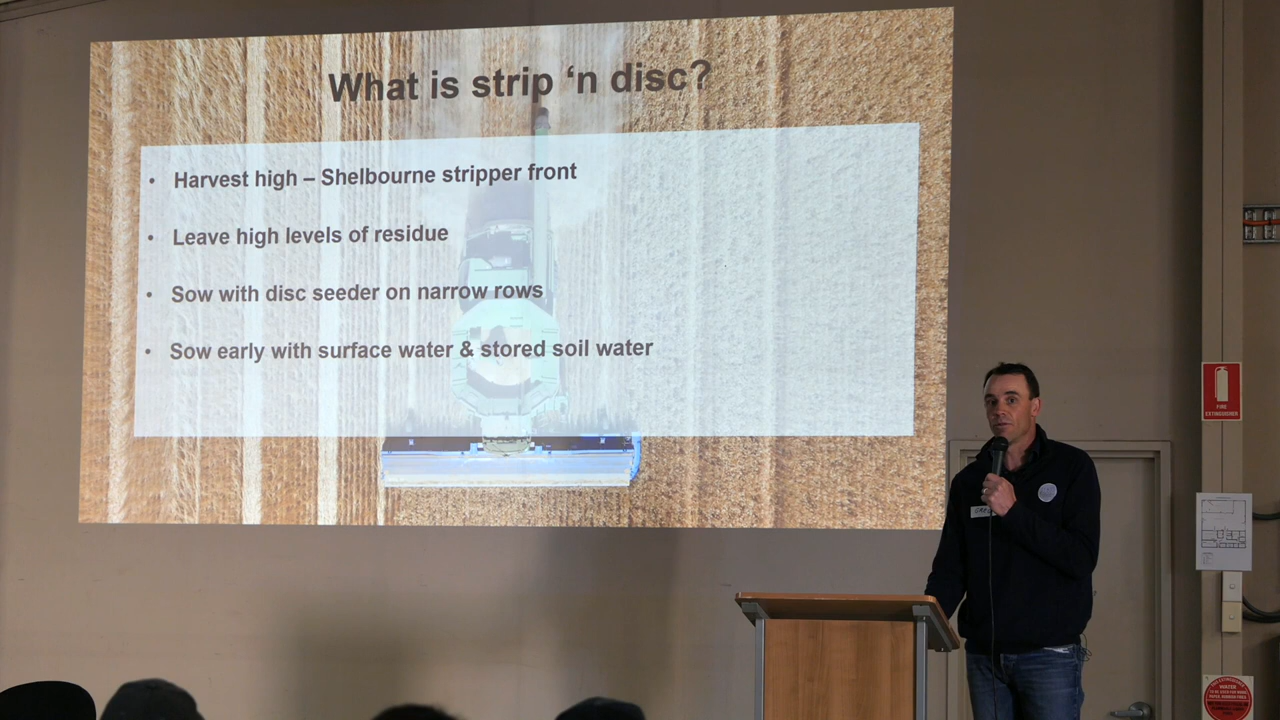 What is strip ‘n disc?
• Harvest high – Shelbourne stripper front
• Leave high levels of residue
• Sow with disc seeder on narrow rows
• Sow early with surface water & stored soil water
FIRE
EXTINGUISHER
WATER